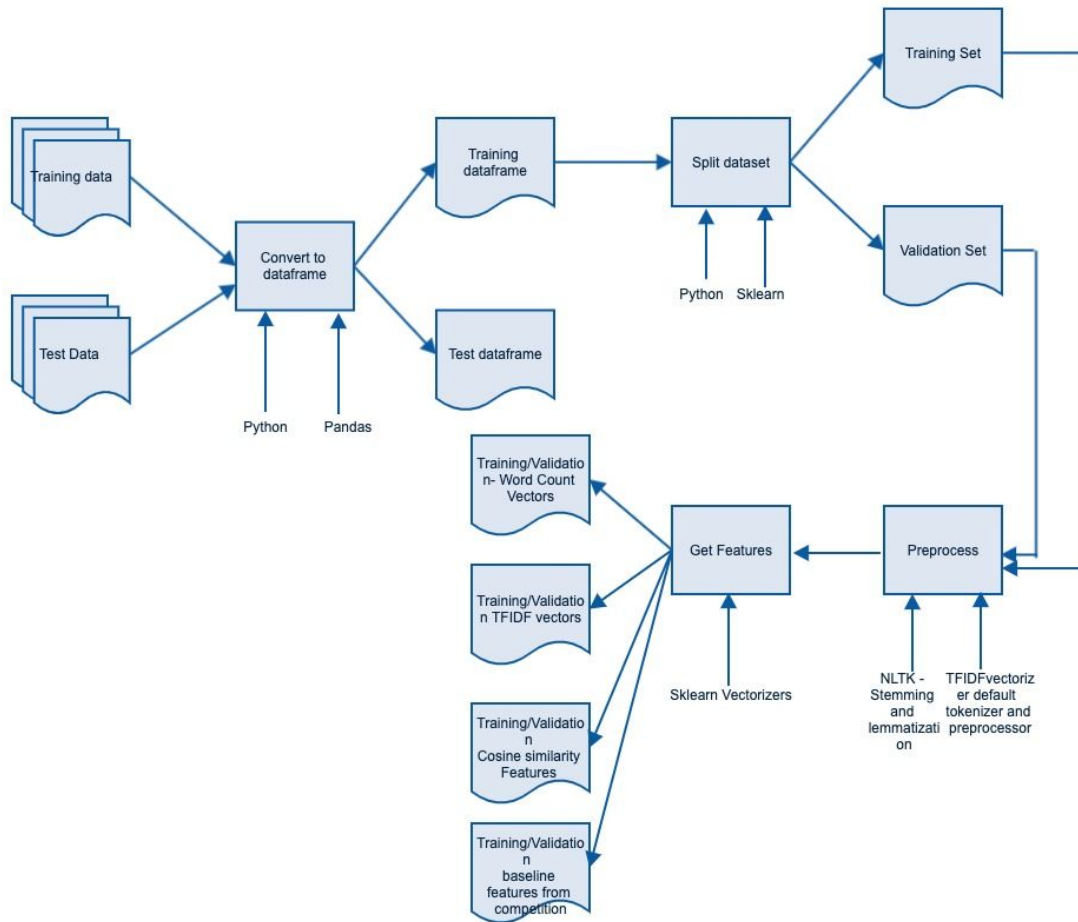 Training Set
Training data
Training
dataframe
Split dataset
Convert to
dataframe
Validation Set
Python
Sklearn
Test Data
Test dataframe
Python
Pandas
Training/Validatio
n- Word Count
Vectors
Get Features
Preprocess
Training/Validatio
n TFIDF vectors
Sklearn Vectorizers
NLTK -
Stemming
and
lemmatizati
on
TFIDFvectoriz
er default
tokenizer and
preprocessor
Training/Validatio
n
Cosine similarity
Features
Training/Validatio
n
baseline
features from
competition